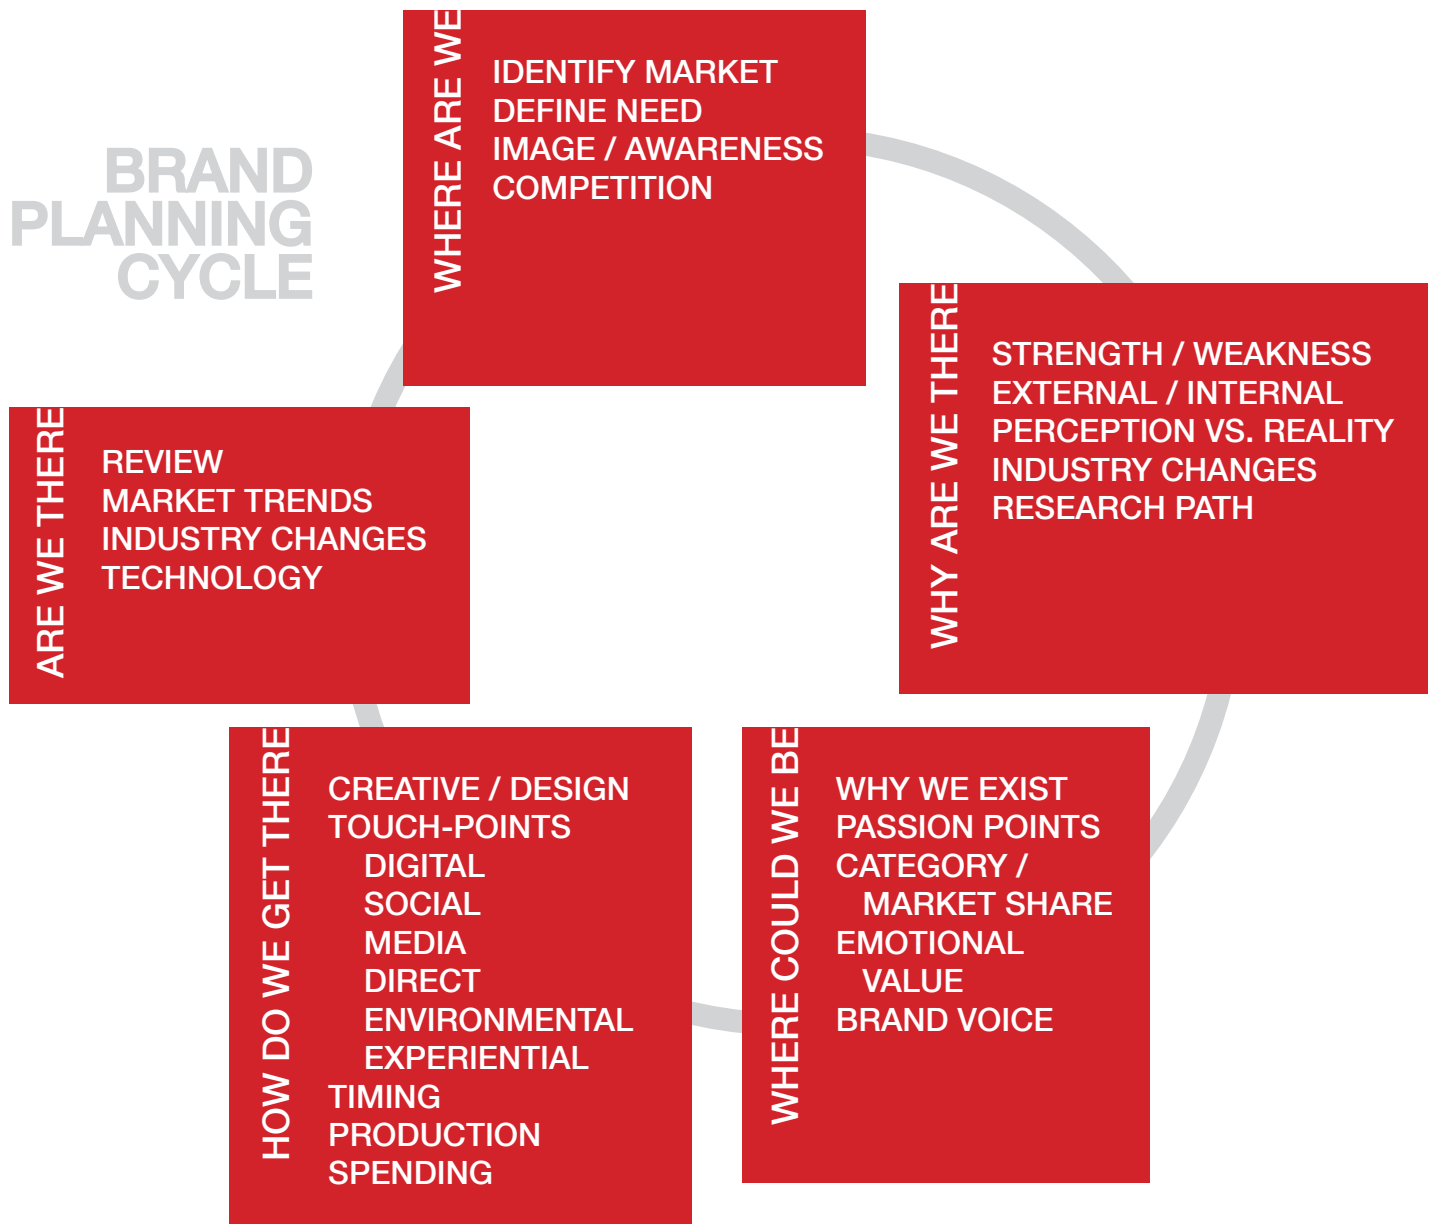 BRAND
PLANNING
CYCLE
WHERE ARE WE
IDENTIFY MARKET
DEFINE NEED
IMAGE / AWARENESS
COMPETITION
WHY ARE WE THERE
STRENGTH / WEAKNESS
EXTERNAL / INTERNAL
PERCEPTION VS. REALITY
INDUSTRY CHANGES
RESEARCH PATH
WHERE COULD WE BE
WHY WE EXIST
PASSION POINTS
CATEGORY /
MARKET SHARE
EMOTIONAL
VALUE
BRAND VOICE
HOW DO WE GET THERE
CREATIVE / DESIGN
TOUCH-POINTS
DIGITAL
SOCIAL
MEDIA
DIRECT
ENVIRONMENTAL
EXPERIENTIAL
TIMING
PRODUCTION
SPENDING
ARE WE THERE
REVIEW
MARKET TRENDS
INDUSTRY CHANGES
TECHNOLOGY